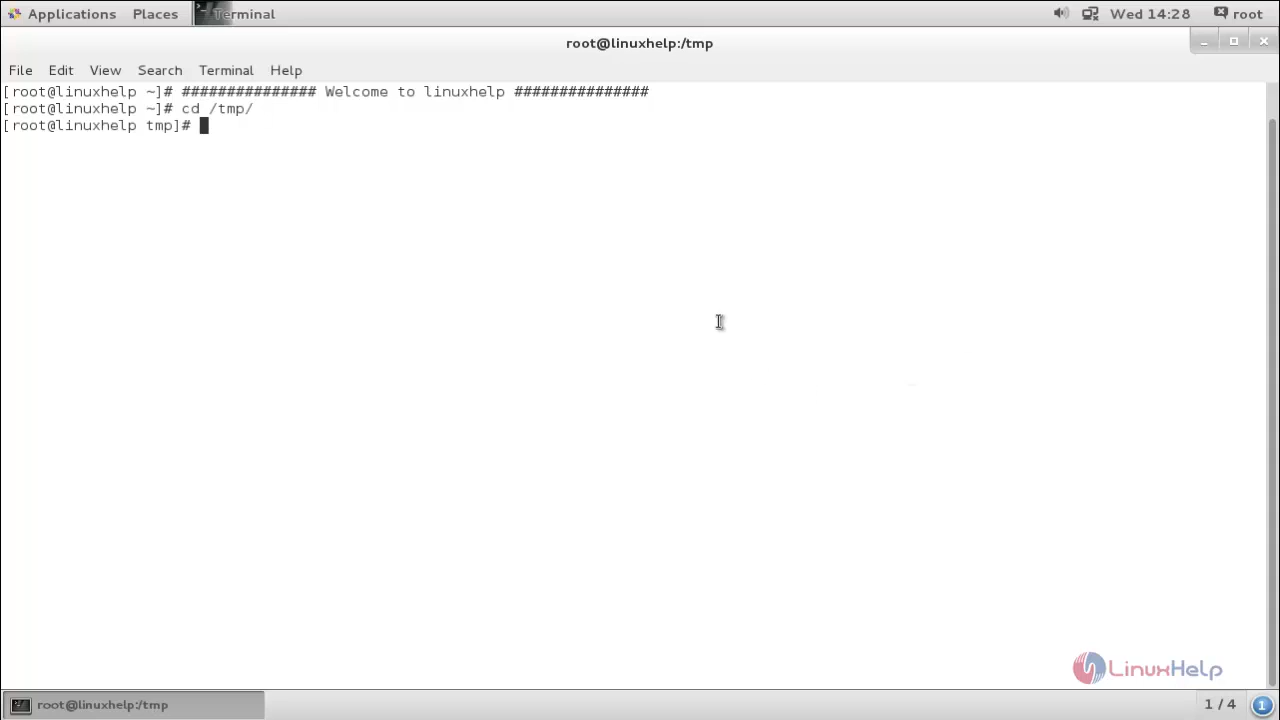 Applications Places Terminal Wed 14:28 root
root@linuxhelp:/tmp
File Edit View Search Terminal Help
[root@linuxhelp ~]# ############### Welcome to linuxhelp ###############
[root@linuxhelp ~]# cd /tmp/
[root@linuxhelp tmp]#
LinuxHelp
root@linuxhelp:/tmp 1 / 4 1